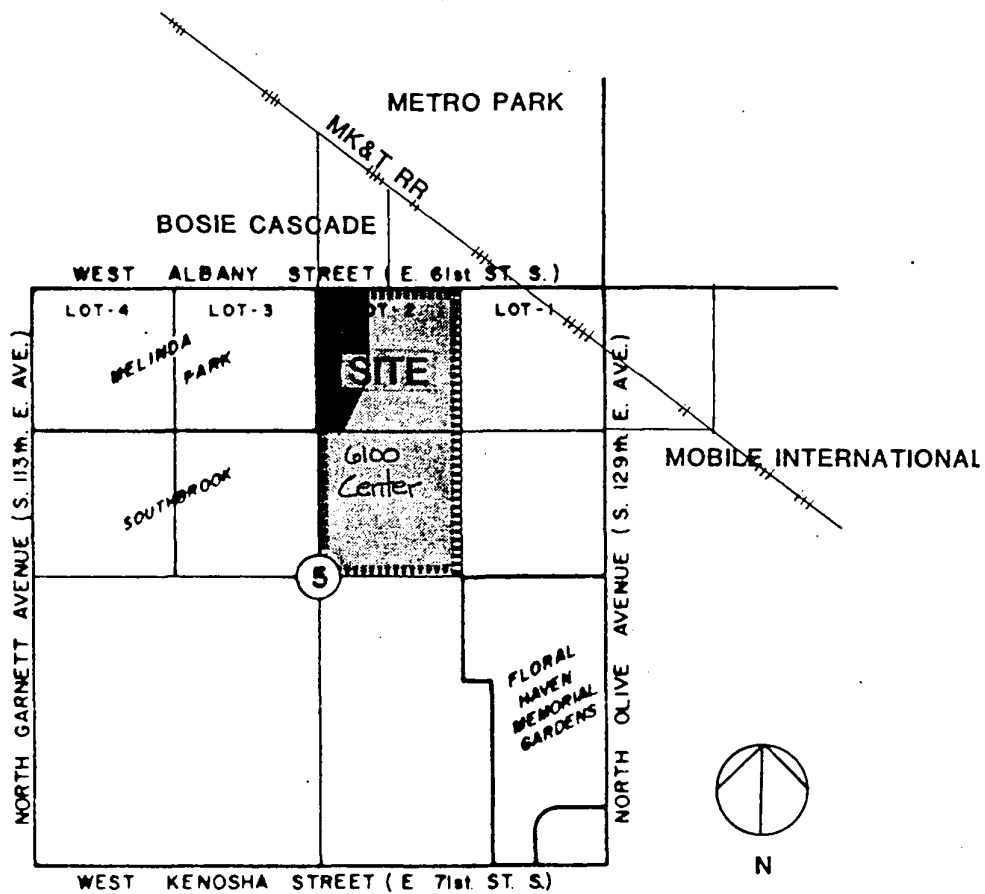 METRO PARK
MK&T RR
BOSIE CASCADE
WEST ALBANY STREET ( E. 61st ST. S.)
LOT-4
LOT-3
LOT-2
LOT-1
MELINDA
PARK
SITE
6100
Center
SOUTHBROOK
5
MOBILE INTERNATIONAL
NORTH GARNETT AVENUE (S. 113th. E. AVE.)
NORTH OLIVE AVENUE (S. 129th E. AVE.)
FLORAL
HAVEN
MEMORIAL
GARDENS
N
WEST KENOSHA STREET ( E 71st. ST. S.)